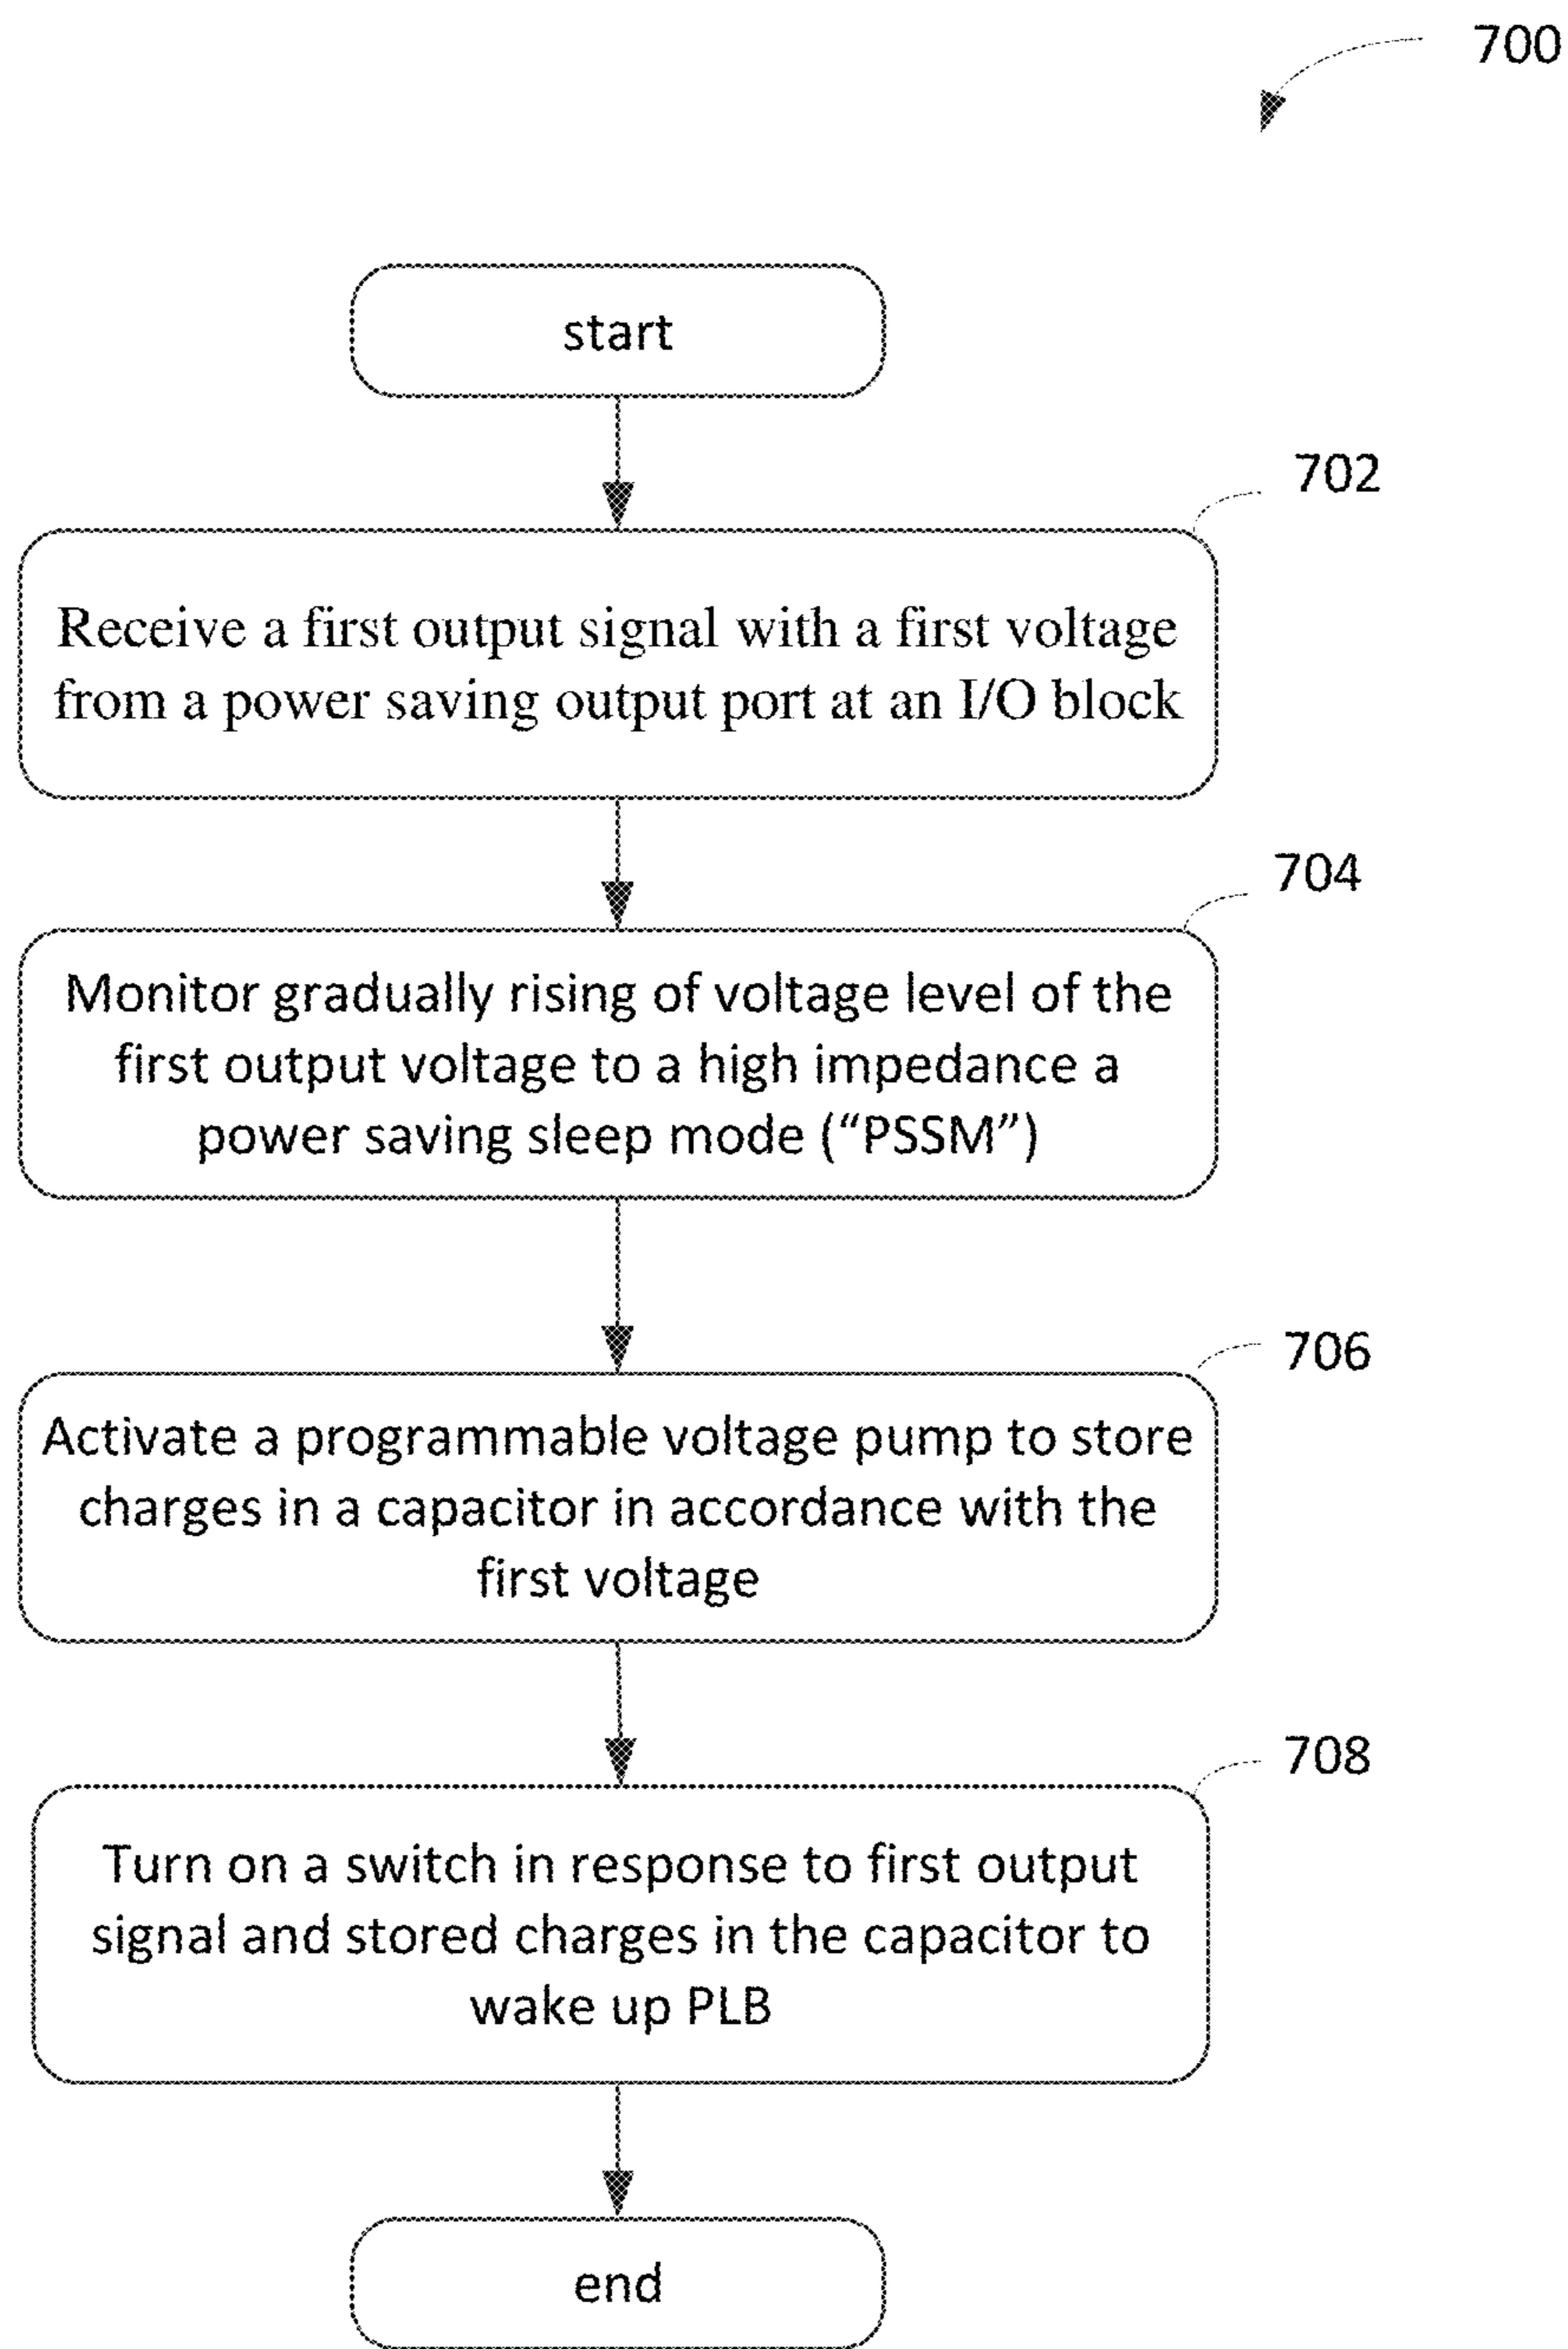 700
start
702
Receive a first output signal with a first voltage
from a power saving output port at an I/O block
704
Monitor gradually rising of voltage level of the
first output voltage to a high impedance a
power saving sleep mode (“PSSM”)
706
Activate a programmable voltage pump to store
charges in a capacitor in accordance with the
first voltage
708
Turn on a switch in response to first output
signal and stored charges in the capacitor to
wake up PLB
end